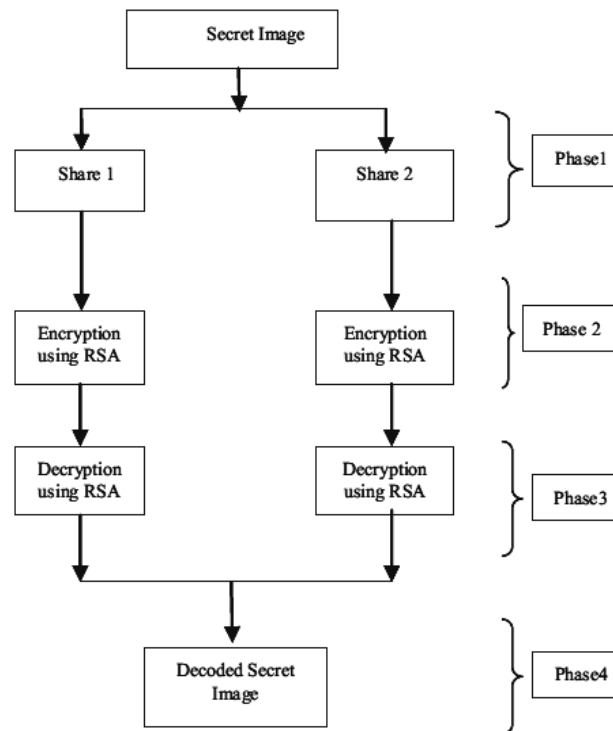 Secret Image
Share 1
Share 2
Phase1
Encryption
using RSA
Encryption
using RSA
Phase 2
Decryption
using RSA
Decryption
using RSA
Phase3
Decoded Secret
Image
Phase4